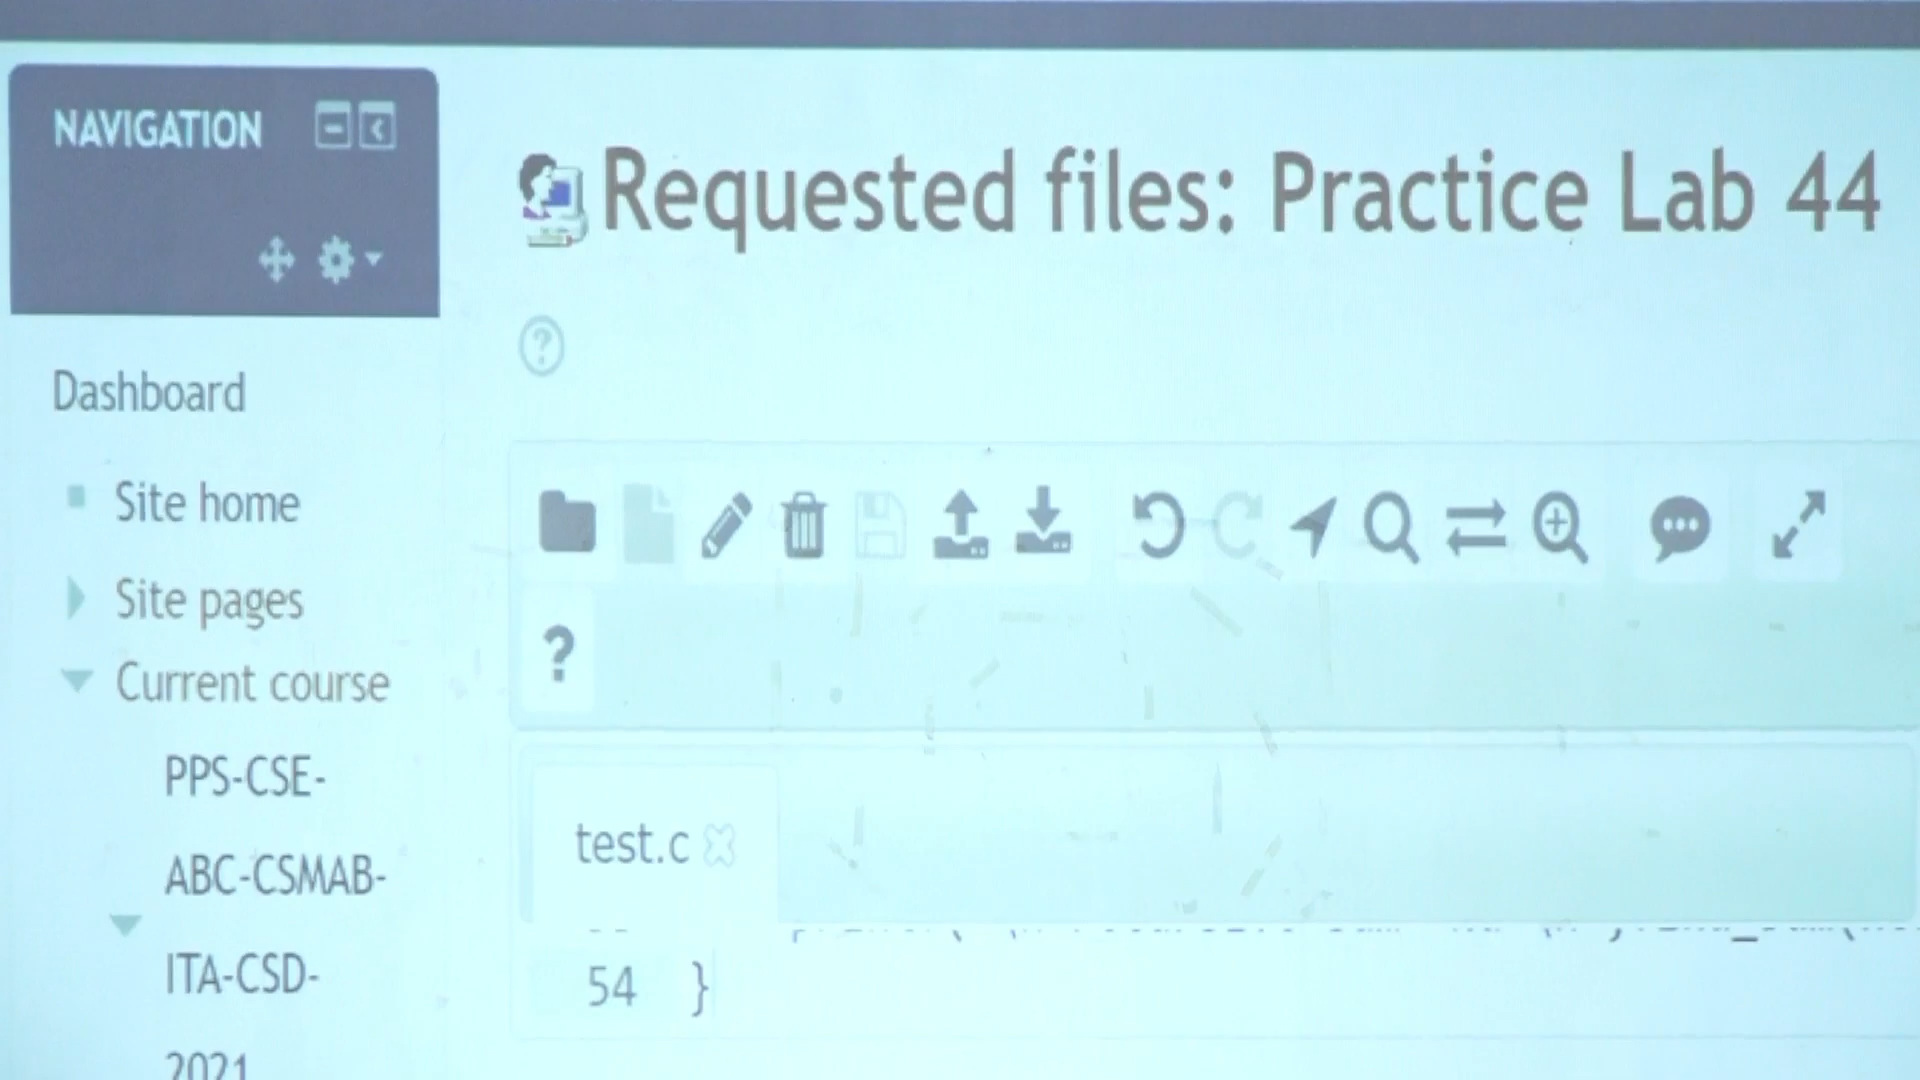 NAVIGATION
Requested files: Practice Lab 44
Dashboard
Site home
Site pages
Current course
PPS-CSE-
ABC-CSMAB-
ITA-CSD-
2021
?
test.c
54 }